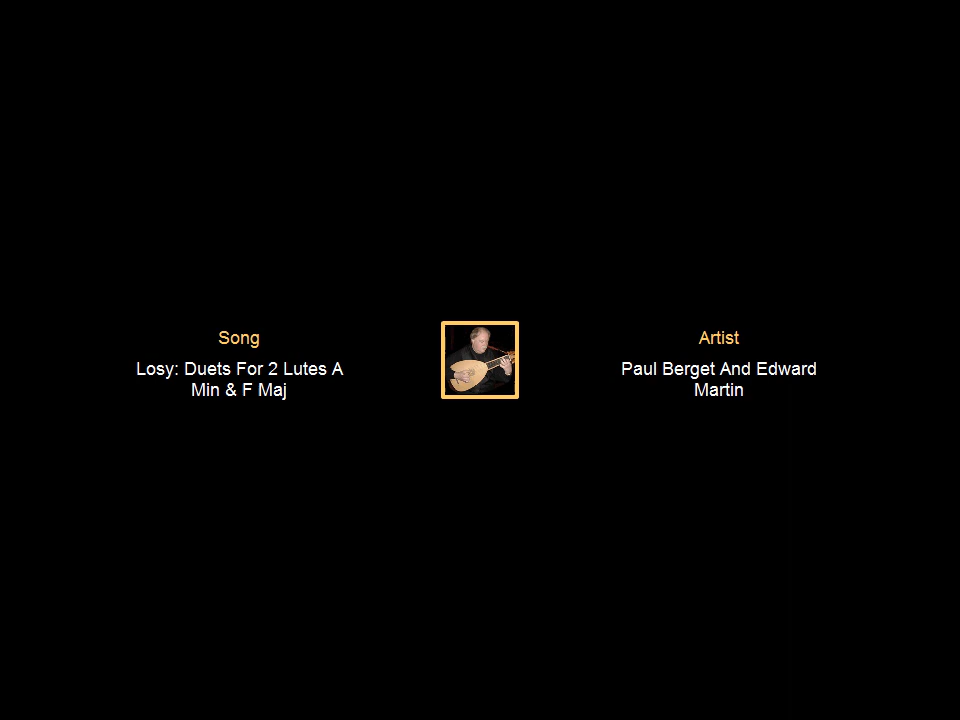 Song
Losy: Duets For 2 Lutes A
Min & F Maj
Artist
Paul Berget And Edward
Martin